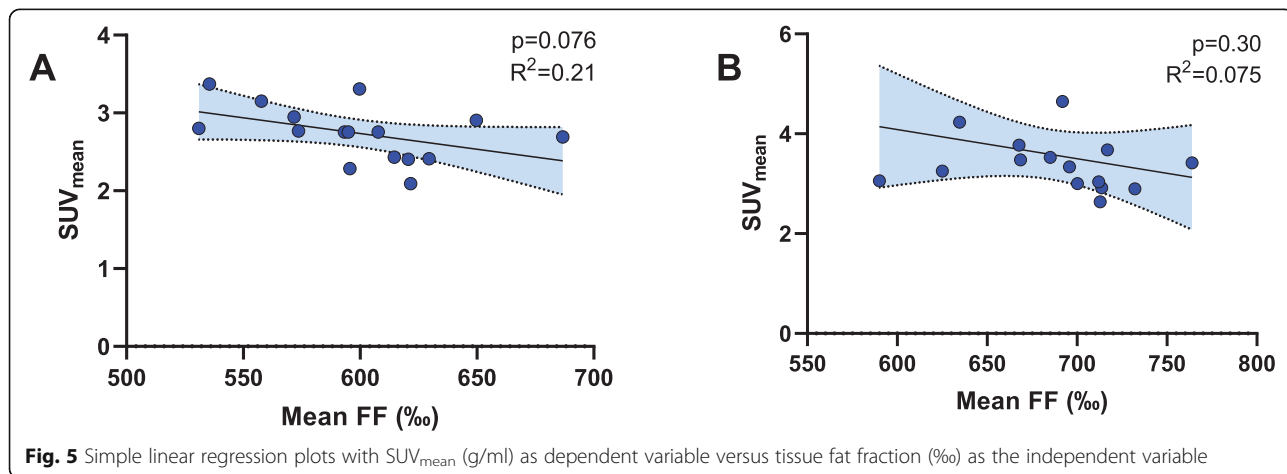 A
p=0.076
R²=0.21
4
3
2
1
0
SUVmean
500 550 600 650 700
Mean FF (‰)
B
p=0.30
R²=0.075
6
4
2
0
SUVmean
550 600 650 700 750 800
Mean FF (‰)
Fig. 5 Simple linear regression plots with SUVmean (g/ml) as dependent variable versus tissue fat fraction (‰) as the independent variable